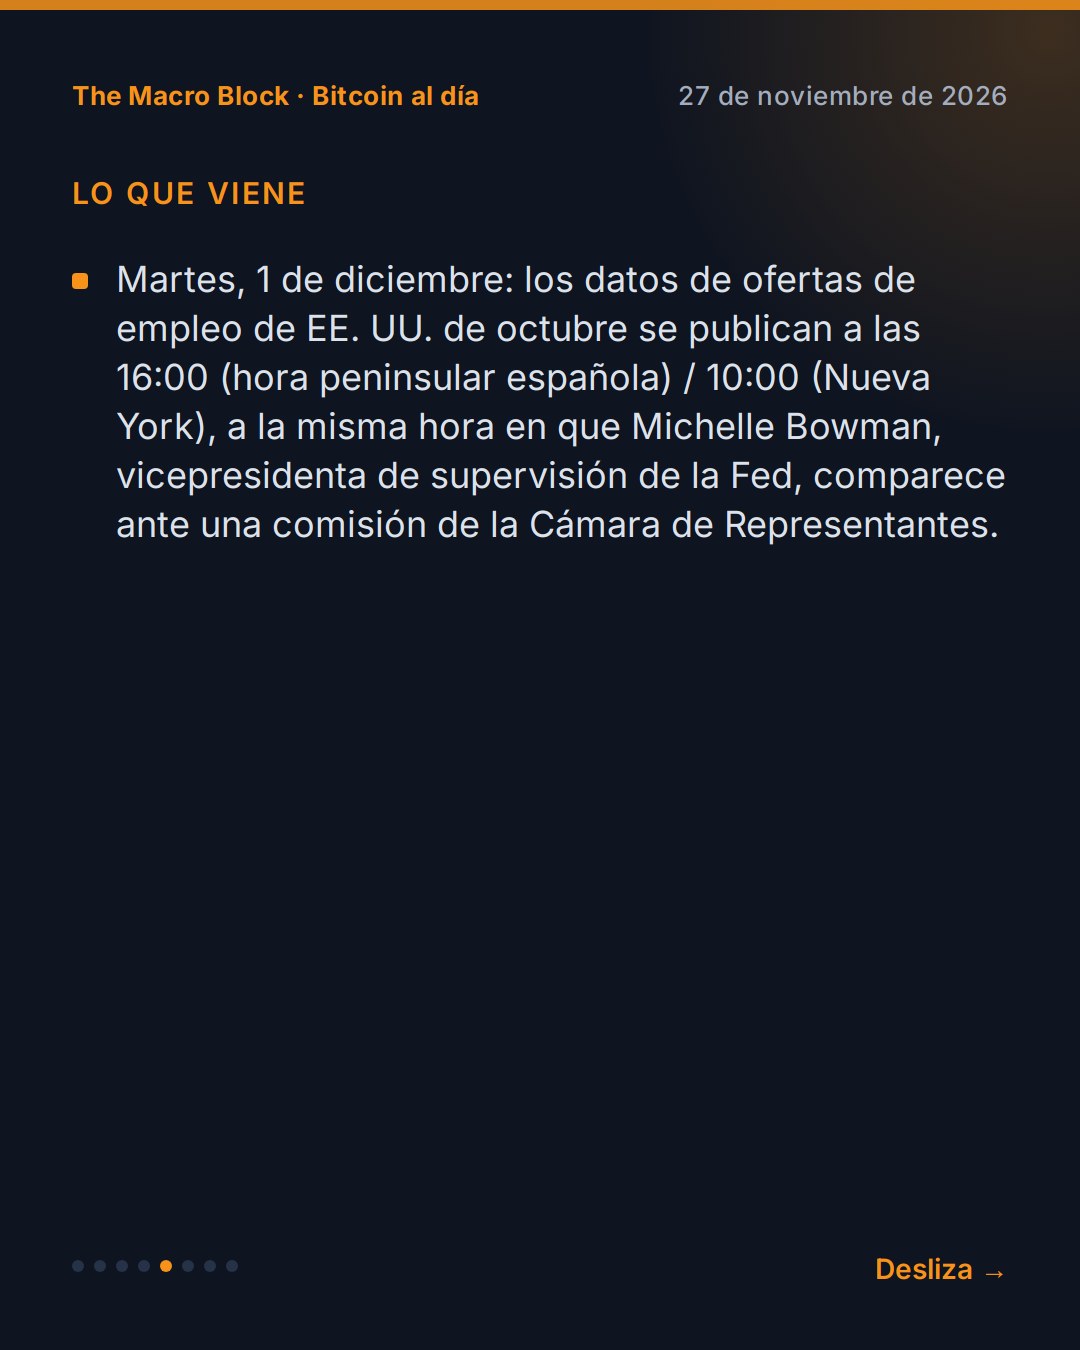 The Macro Block · Bitcoin al día
27 de noviembre de 2026
LO QUE VIENE
Martes, 1 de diciembre: los datos de ofertas de
empleo de EE. UU. de octubre se publican a las
16:00 (hora peninsular española) / 10:00 (Nueva
York), a la misma hora en que Michelle Bowman,
vicepresidenta de supervisión de la Fed, comparece
ante una comisión de la Cámara de Representantes.
Desliza →